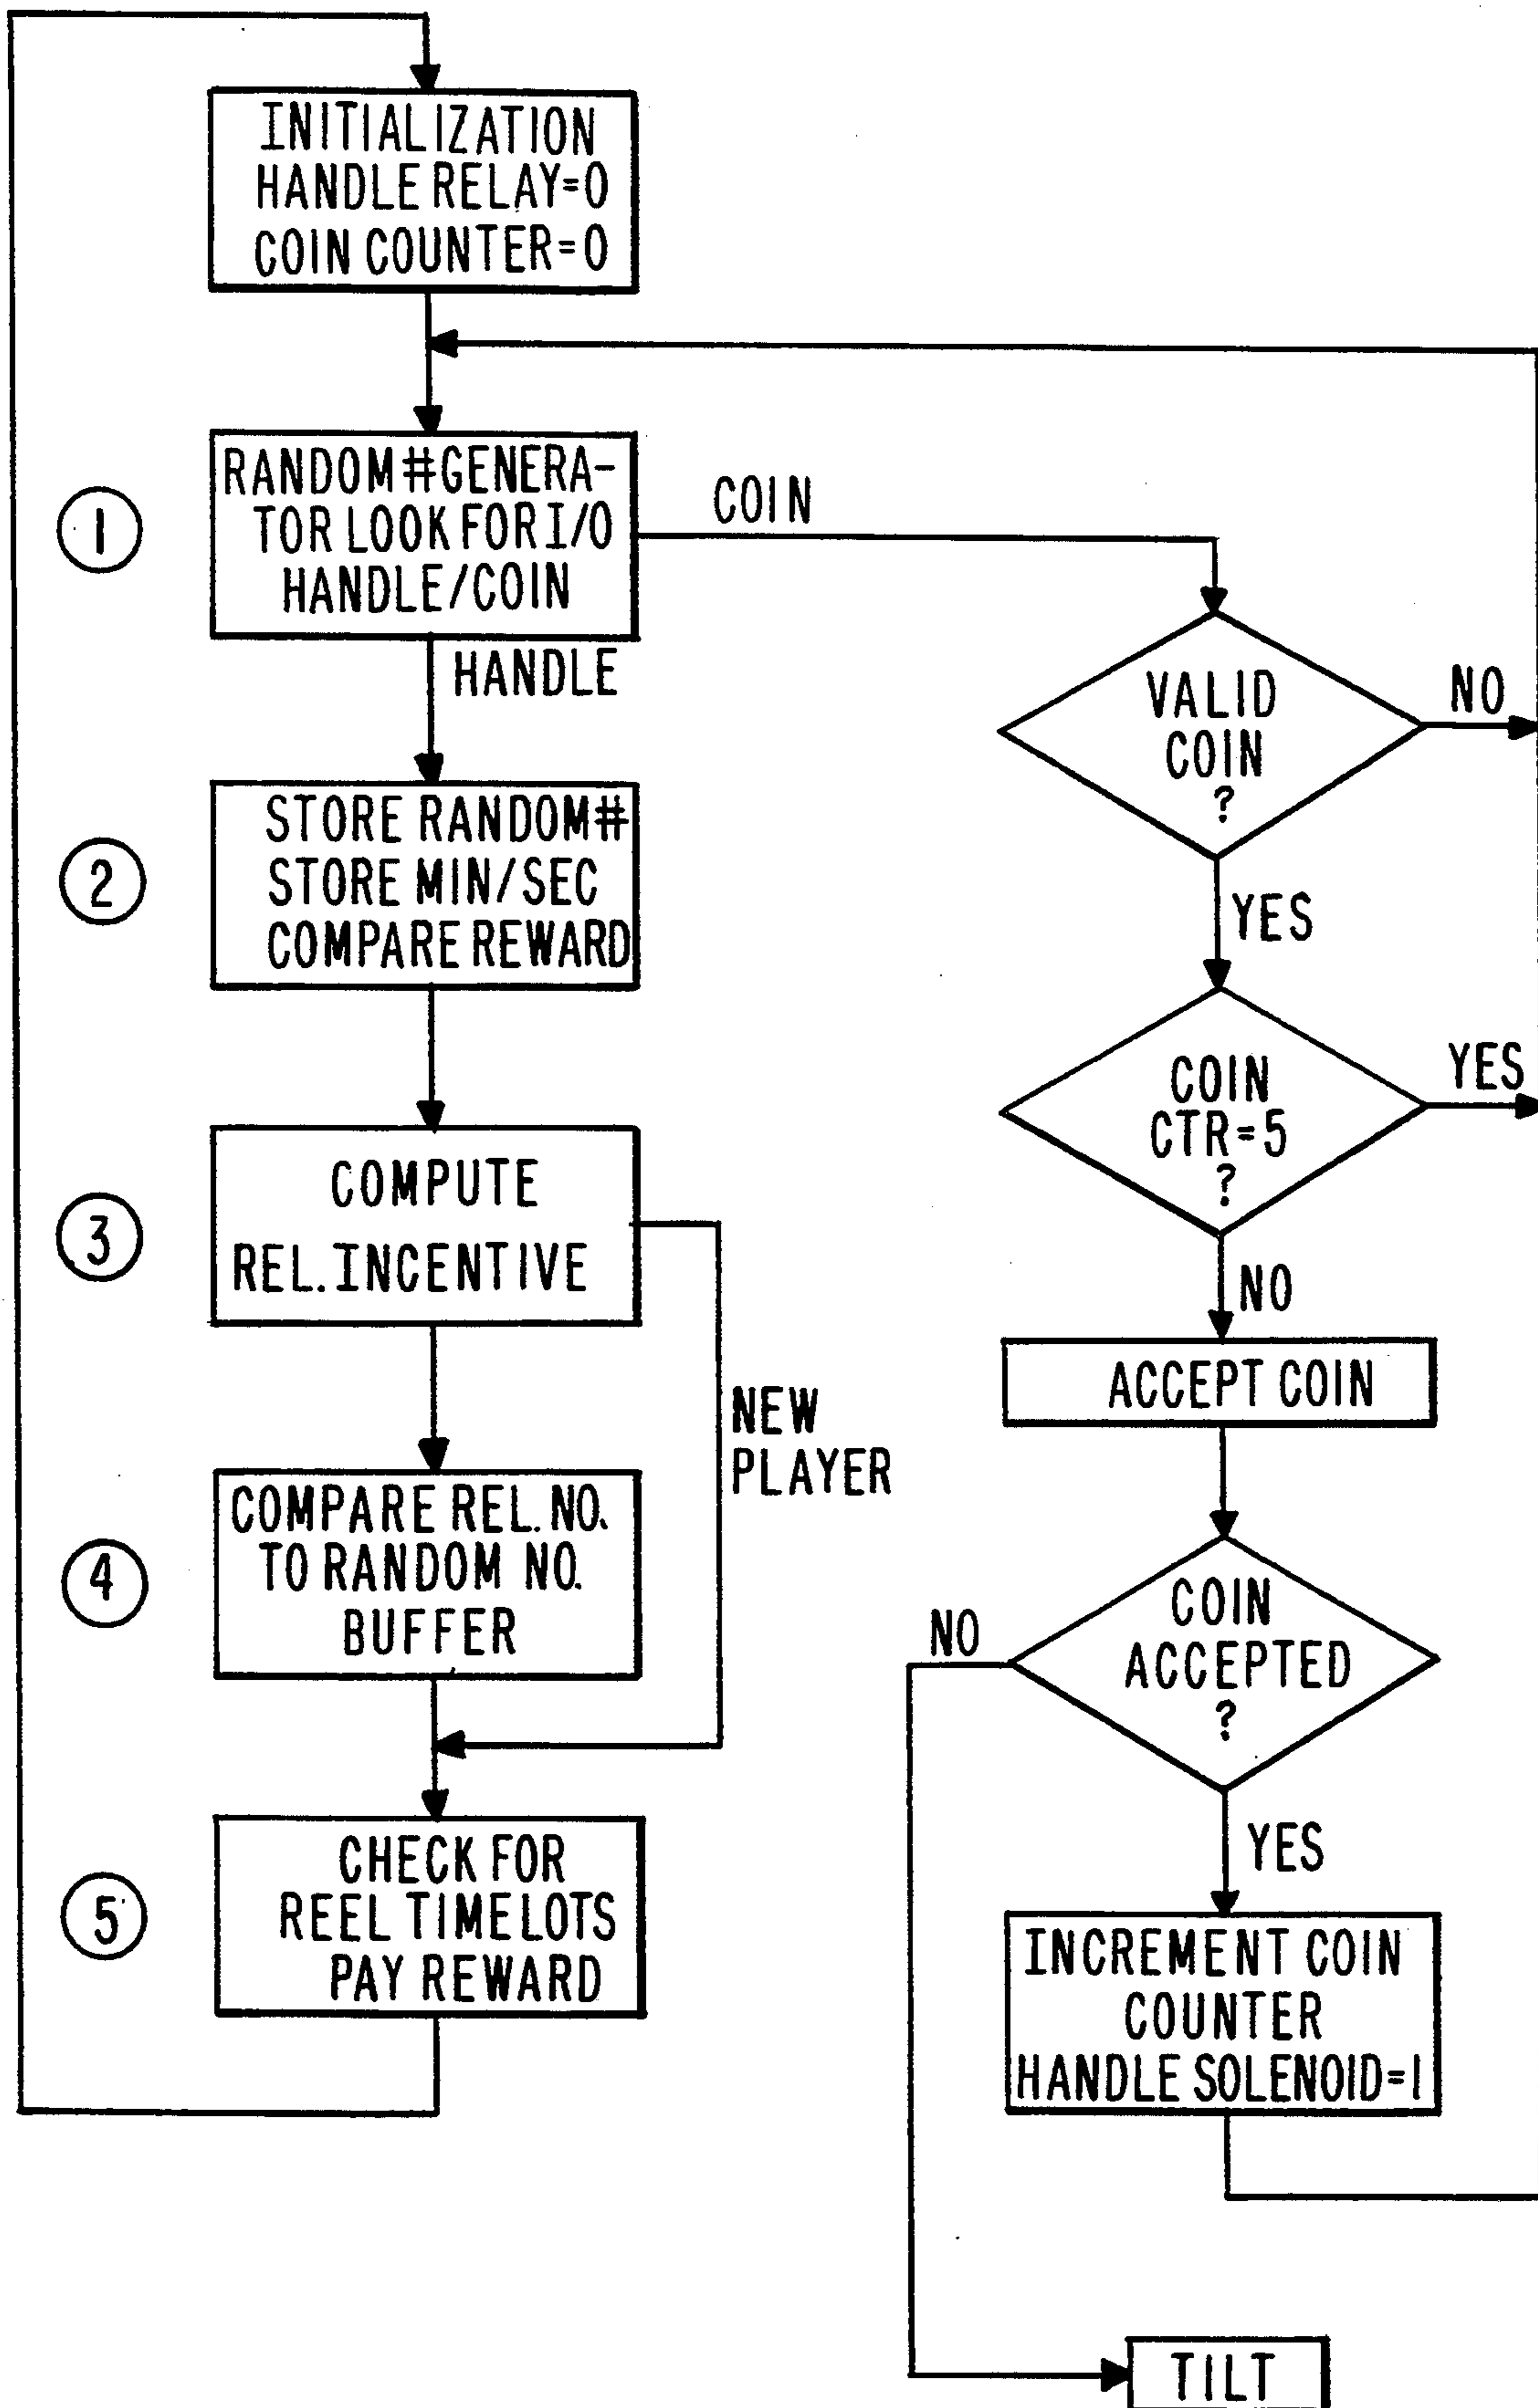 INITIALIZATION
HANDLE RELAY=0
COIN COUNTER=0
1
RANDOM#GENERA-
TOR LOOK FOR I/O
HANDLE/COIN
COIN
HANDLE
2
STORE RANDOM#
STORE MIN/SEC
COMPARE REWARD
3
COMPUTE
REL. INCENTIVE
NEW
PLAYER
4
COMPARE REL. NO.
TO RANDOM NO.
BUFFER
5
CHECK FOR
REEL TIMELOTS
PAY REWARD
VALID
COIN
?
NO
YES
COIN
CTR=5
?
YES
NO
ACCEPT COIN
COIN
ACCEPTED
?
NO
YES
INCREMENT COIN
COUNTER
HANDLE SOLENOID=1
TILT